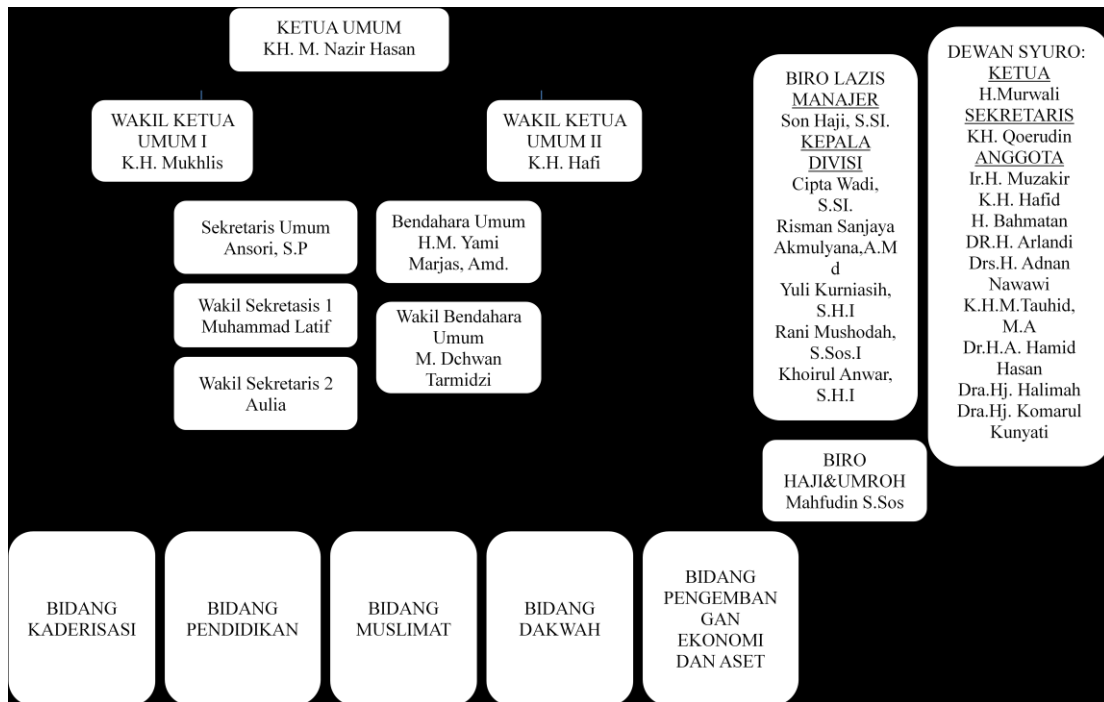 KETUA UMUM
KH. M. Nazir Hasan
WAKIL KETUA
UMUM I
K.H. Mukhlis
WAKIL KETUA
UMUM II
K.H. Hafi
Sekretaris Umum
Ansori, S.P
Wakil Sekretasis 1
Muhammad Latif
Wakil Sekretaris 2
Aulia
Bendahara Umum
H.M. Yami
Marjas, Amd.
Wakil Bendahara
Umum
M. Dchwan
Tarmidzi
BIRO LAZIS
MANAJER
Son Haji, S.SI.
KEPALA
DIVISI
Cipta Wadi,
S.SI.
Risman Sanjaya
Akmulyana,A.M
d
Yuli Kurniasih,
S.H.I
Rani Mushodah,
S.Sos.I
Khoirul Anwar,
S.H.I
BIRO
HAJI&UMROH
Mahfudin S.Sos
DEWAN SYURO:
KETUA
H.Murwali
SEKRETARIS
KH. Qoerudin
ANGGOTA
Ir.H. Muzakir
K.H. Hafid
H. Bahmatan
DR.H. Arlandi
Drs.H. Adnan
Nawawi
K.H.M.Tauhid,
M.A
Dr.H.A. Hamid
Hasan
Dra.Hj. Halimah
Dra.Hj. Komarul
Kunyati
BIDANG
KADERISASI
BIDANG
PENDIDIKAN
BIDANG
MUSLIMAT
BIDANG
DAKWAH
BIDANG
PENGEMBAN
GAN
EKONOMI
DAN ASET